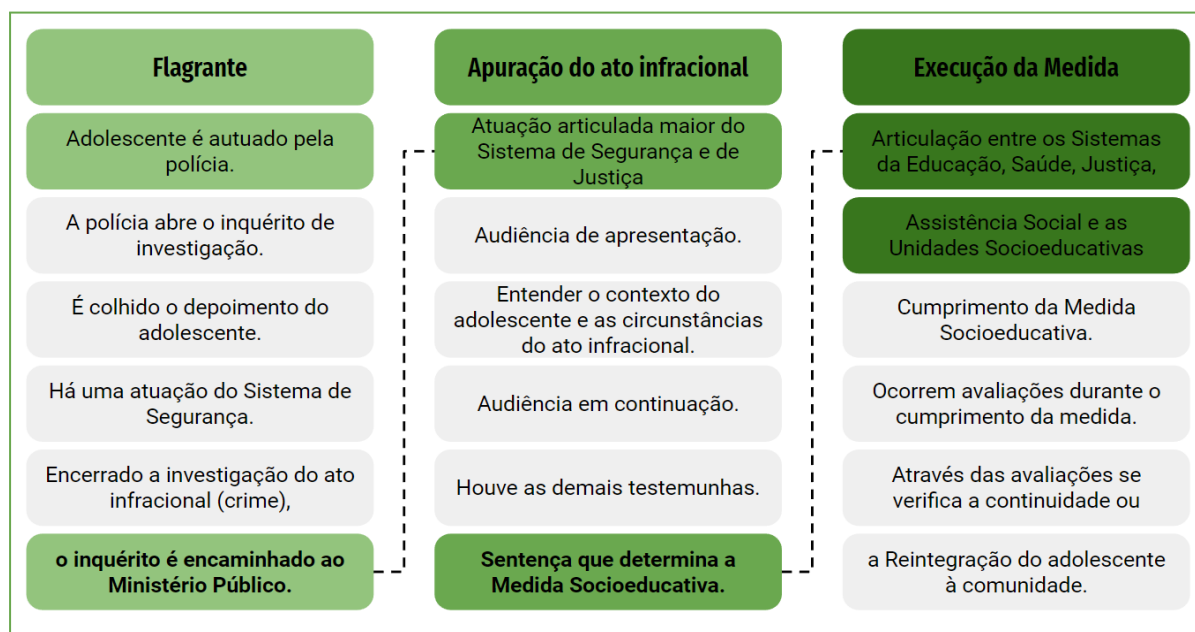 Flagrante
Adolescente é autuado pela
polícia.
A polícia abre o inquérito de
investigação.
É colhido o depoimento do
adolescente.
Há uma atuação do Sistema de
Segurança.
Encerrado a investigação do ato
infracional (crime),
o inquérito é encaminhado ao
Ministério Público.
Apuração do ato infracional
Atuação articulada maior do
Sistema de Segurança e de
Justiça
Audiência de apresentação.
Entender o contexto do
adolescente e as circunstâncias
do ato infracional.
Audiência em continuação.
Houve as demais testemunhas.
Sentença que determina a
Medida Socioeducativa.
Execução da Medida
Articulação entre os Sistemas
da Educação, Saúde, Justiça,
Assistência Social e as
Unidades Socioeducativas
Cumprimento da Medida
Socioeducativa.
Ocorrem avaliações durante o
cumprimento da medida.
Através das avaliações se
verifica a continuidade ou
a Reintegração do adolescente
à comunidade.